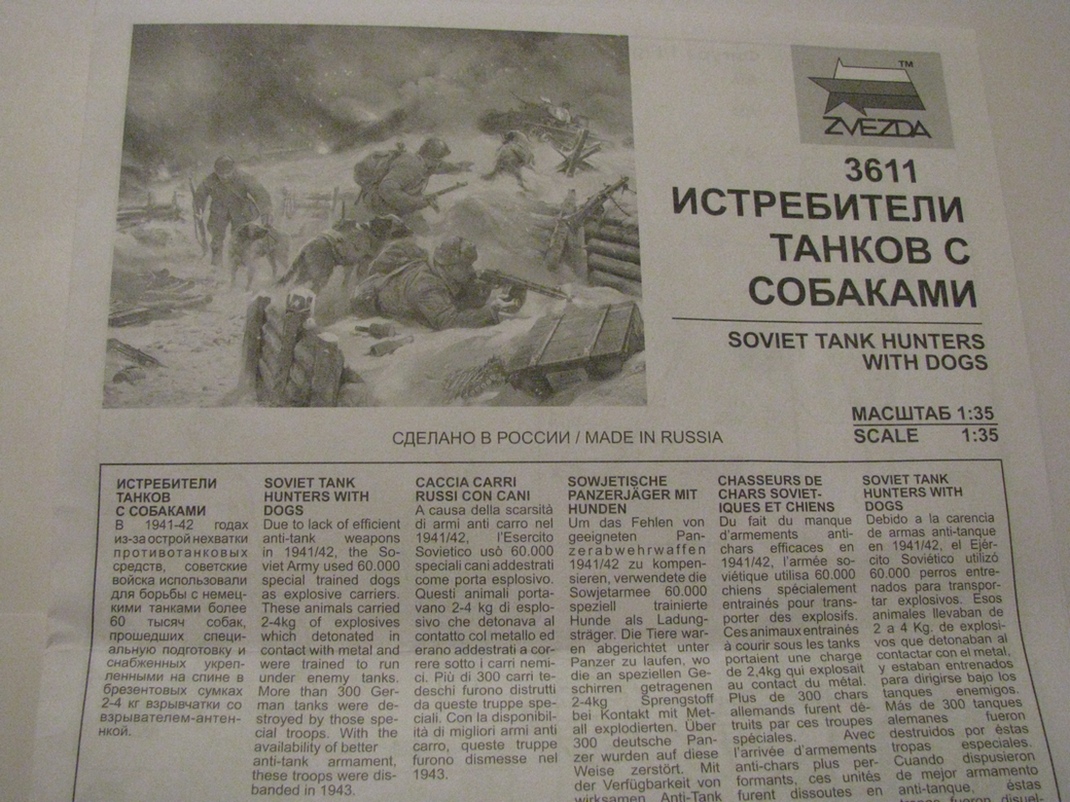 TM
ZVEZDA
3611
ИСТРЕБИТЕЛИ
ТАНКОВ С
СОБАКАМИ
SOVIET TANK HUNTERS
WITH DOGS
МАСШТАБ 1:35
SCALE 1:35
СДЕЛАНО В РОССИИ / MADE IN RUSSIA
ИСТРЕБИТЕЛИ
ТАНКОВ
С СОБАКАМИ
В 1941-42 годах
из-за острой нехватки
противотанковых
средств, советские
войска использовали
для борьбы с немец-
кими танками более
60 тысяч собак,
прошедших специ-
альную подготовку и
снабженных укреп-
ленными на спине в
брезентовых сумках
2-4 кг взрывчатки со
взрывателем-антен-
нкой.
SOVIET TANK
HUNTERS WITH
DOGS
Due to lack of efficient
anti-tank weapons
in 1941/42, the So-
viet Army used 60.000
special trained dogs
as explosive carriers.
These animals carried
2-4kg of explosives
which detonated in
contact with metal and
were trained to run
under enemy tanks.
More than 300 Ger-
man tanks were de-
stroyed by those spe-
cial troops. With the
availability of better
anti-tank armament,
these troops were dis-
banded in 1943.
CACCIA CARRI
RUSSI CON CANI
A causa della scarsità
di armi anti carro nel
1941/42, l'Esercito
Sovietico usò 60.000
speciali cani addestrati
come porta esplosivo.
Questi animali porta-
vano 2-4 kg di esplo-
sivo che detonava al
contatto col metallo ed
erano addestrati a cor-
rere sotto i carri nemi-
ci. Più di 300 carri te-
deschi furono distrutti
da queste truppe spe-
ciali. Con la disponibil-
ità di migliori armi anti
carro, queste truppe
furono dismesse nel
1943.
SOWJETISCHE
PANZERJÄGER MIT
HUNDEN
Um das Fehlen von
geeigneten Pan-
zerabwehrwaffen
1941/42 zu kompen-
sieren, verwendete die
Sowjetarmee 60.000
speziell trainierte
Hunde als Ladung-
sträger. Die Tiere war-
en abgerichtet unter
Panzer zu laufen, wo
die an speziellen Ge-
schirren getragenen
2-4kg Sprengstoff
bei Kontakt mit Met-
all explodierten. Über
300 deutsche Pan-
zer wurden auf diese
Weise zerstört. Mit
der Verfügbarkeit von
wirksamen Anti-Tank
CHASSEURS DE
CHARS SOVIET-
IQUES ET CHIENS
Du fait du manque
d'armements anti-
chars efficaces en
1941/42, l'armée so-
viétique utilisa 60.000
chiens spécialement
entrainés pour trans-
porter des explosifs.
Ces animaux entrainés
à courir sous les tanks
portaient une charge
de 2,4kg qui explosait
au contact du métal.
Plus de 300 chars
allemands furent dé-
truits par ces troupes
spéciales. Avec
l'arrivée d'armements
anti-chars plus per-
formants, ces unités
furent dissoutes en
SOVIET TANK
HUNTERS WITH
DOGS
Debido a la carencia
de armas anti-tanque
en 1941/42, el Ejér-
cito Soviético utilizó
60.000 perros entre-
nados para transpor-
tar explosivos. Esos
animales llevaban de
2 a 4 Kg. de explosi-
vos que detonaban al
contactar con el metal,
y estaban entrenados
para dirigirse bajo los
tanques enemigos.
Más de 300 tanques
alemanes fueron
destruidos por éstas
tropas especiales.
Cuando dispusieron
de mejor armamento
anti-tanque, éstas